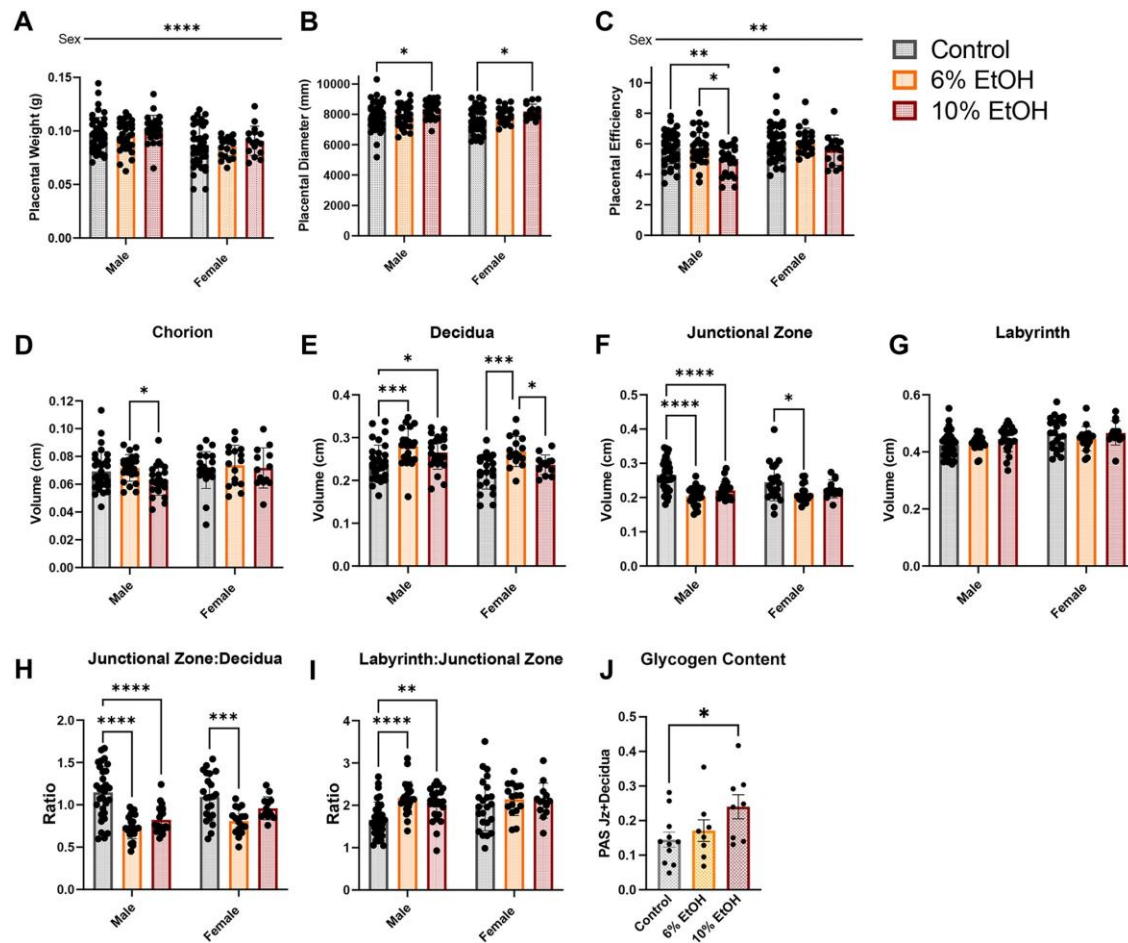 A
B
C
Sex ****
*
*
Sex **
**
*
Control
6% EtOH
10% EtOH
Placental Weight (g)
0.15
0.10
0.05
0.00
Male
Female
Placental Diameter (mm)
10000
8000
6000
4000
2000
0
Male
Female
Placental Efficiency
10
8
6
4
2
0
Male
Female
D
Chorion
*
Volume (cm)
0.12
0.10
0.08
0.06
0.04
0.02
0.00
Male
Female
E
Decidua
*
***
***
*
Volume (cm)
0.4
0.3
0.2
0.1
0.0
Male
Female
F
Junctional Zone
****
****
*
Volume (cm)
0.5
0.4
0.3
0.2
0.1
0.0
Male
Female
G
Labyrinth
Volume (cm)
0.6
0.4
0.2
0.0
Male
Female
H
Junctional Zone:Decidua
****
****
***
Ratio
2.0
1.5
1.0
0.5
0.0
Male
Female
I
Labyrinth:Junctional Zone
**
****
Ratio
4
3
2
1
0
Male
Female
J
Glycogen Content
*
PAS Jz+Decidua
0.5
0.4
0.3
0.2
0.1
0.0
Control
6% EtOH
10% EtOH